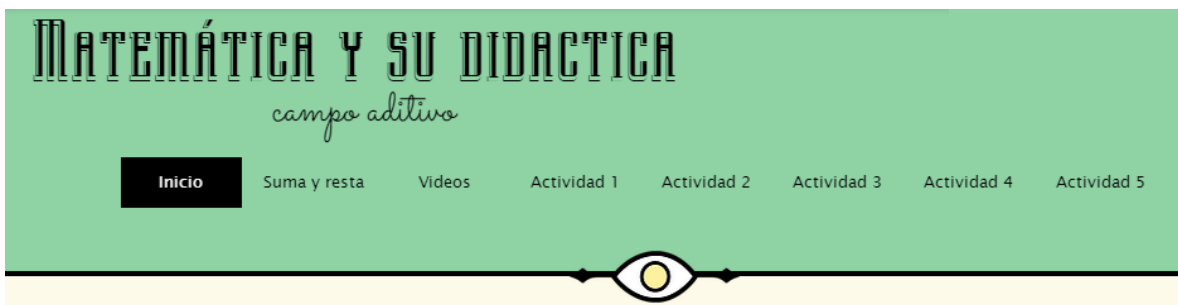 Matemática y su didactica
campo aditivo
Inicio Suma y resta Videos Actividad 1 Actividad 2 Actividad 3 Actividad 4 Actividad 5